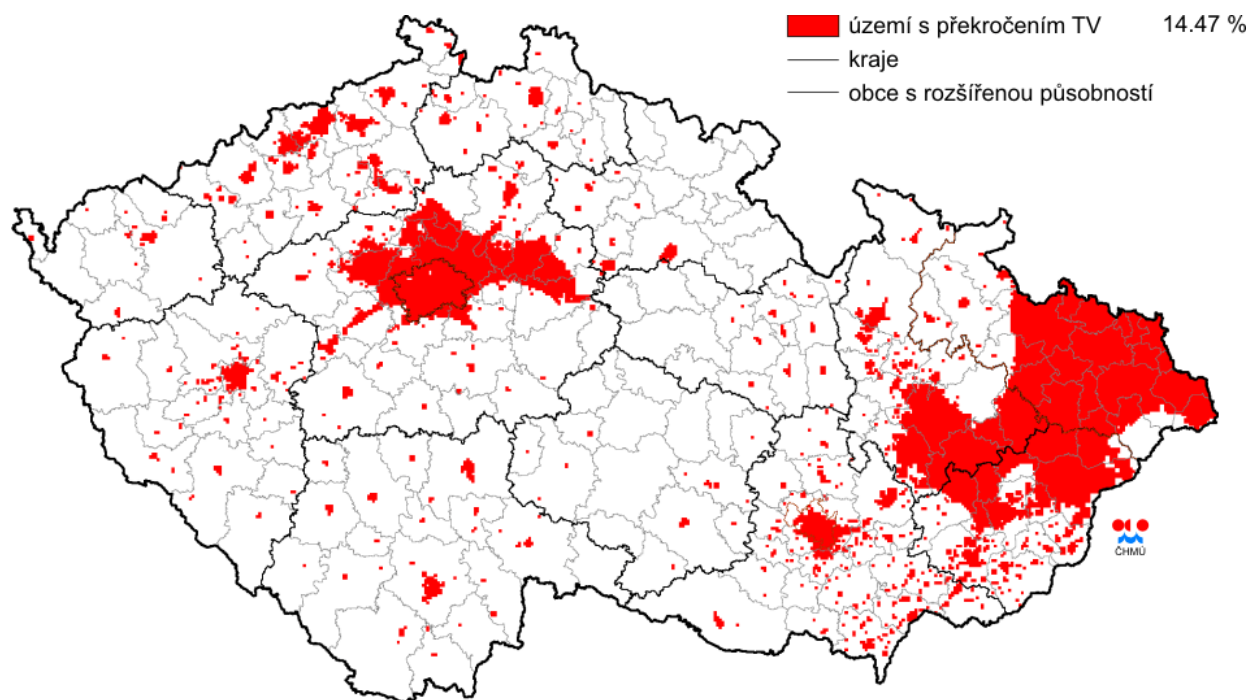 území s překročením TV 14.47 %
kraje
obce s rozšířenou působností
ČHMÚ